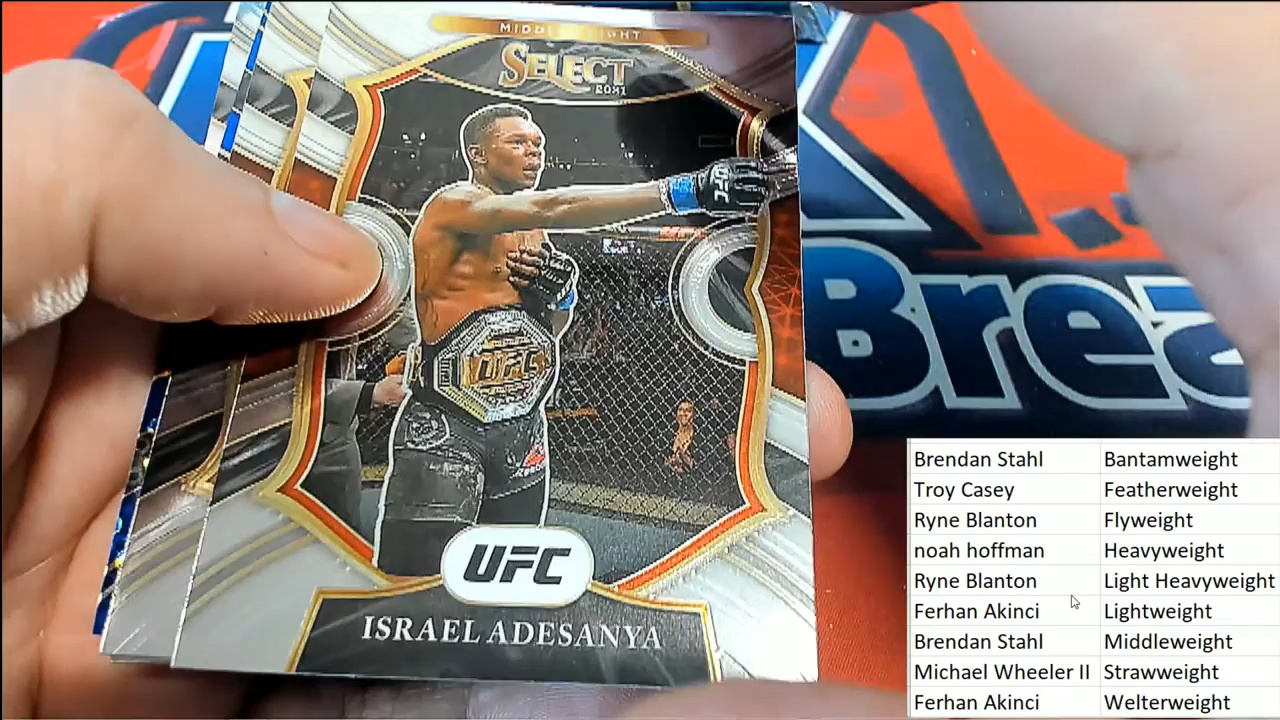 MIDDLEWEIGHT
SELECT
2021
UFC
UFC
UFC
ISRAEL ADESANYA
Brea
Brendan Stahl Bantamweight
Troy Casey Featherweight
Ryne Blanton Flyweight
noah hoffman Heavyweight
Ryne Blanton Light Heavyweight
Ferhan Akinci Lightweight
Brendan Stahl Middleweight
Michael Wheeler II Strawweight
Ferhan Akinci Welterweight